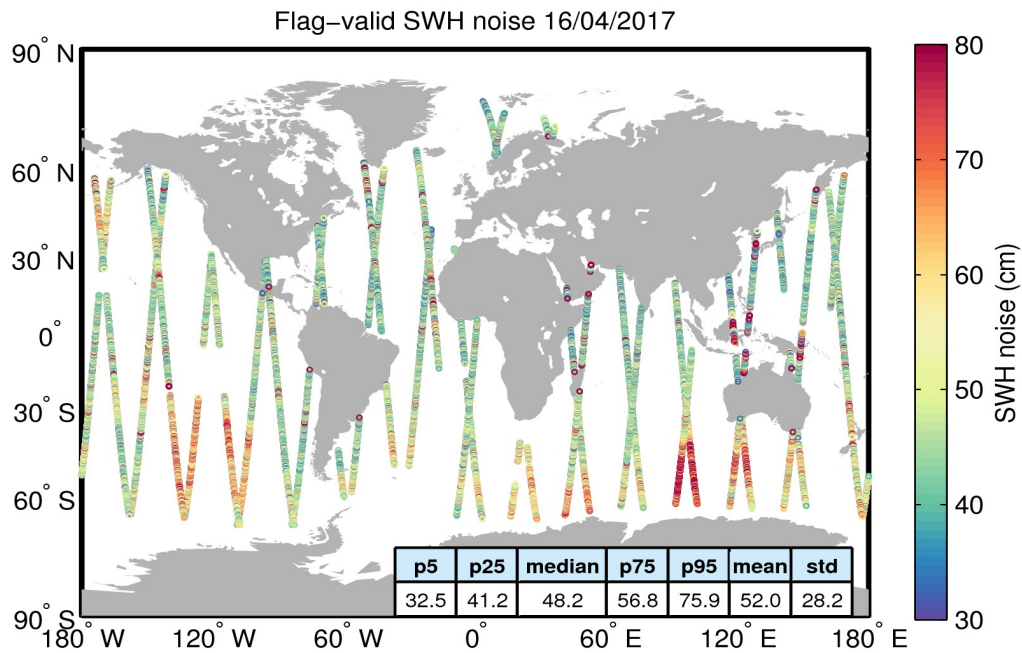 Flag−valid SWH noise 16/04/2017
90° N
60° N
30° N
0°
30° S
60° S
90° S
180° W
120° W
60° W
0°
60° E
120° E
180° E
p5 p25 median p75 p95 mean std
32.5 41.2 48.2 56.8 75.9 52.0 28.2
80
70
60
50
40
30
SWH noise (cm)